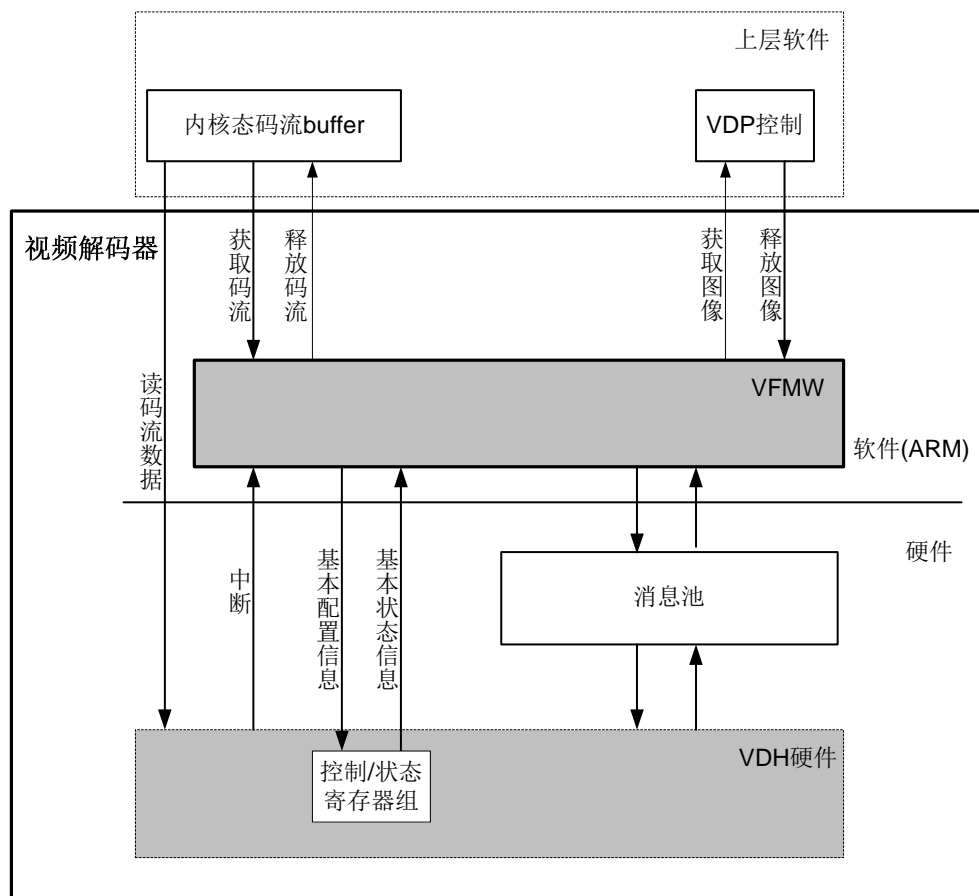 上层软件
内核态码流buffer
VDP控制
视频解码器
获取码流
释放码流
获取图像
释放图像
读码流数据
VFMW
软件(ARM)
硬件
中断
基本配置信息
基本状态信息
消息池
VDH硬件
控制/状态
寄存器组